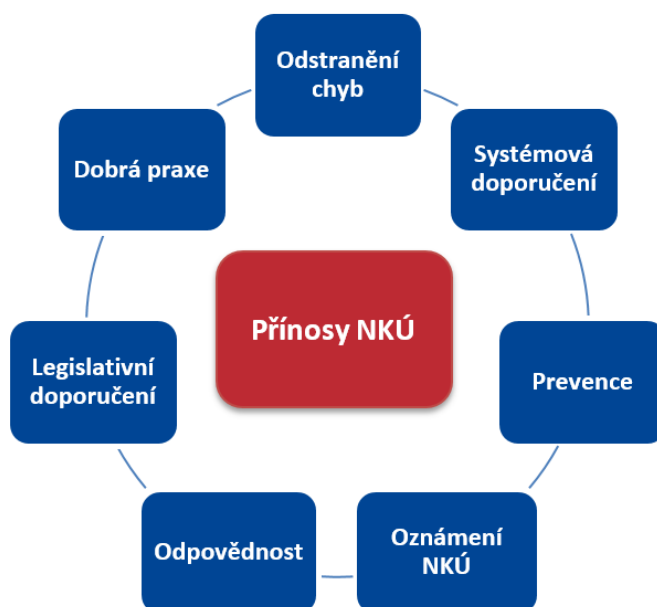 Odstranění
chyb
Systémová
doporučení
Prevence
Oznámení
NKÚ
Odpovědnost
Legislativní
doporučení
Dobrá praxe
Přínosy NKÚ